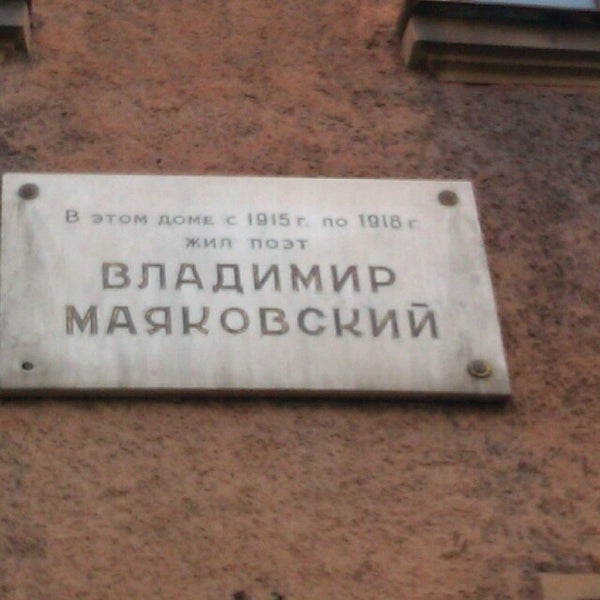 В этом доме с 1915 г. по 1918 г.
жил поэт
ВЛАДИМИР
МАЯКОВСКИЙ